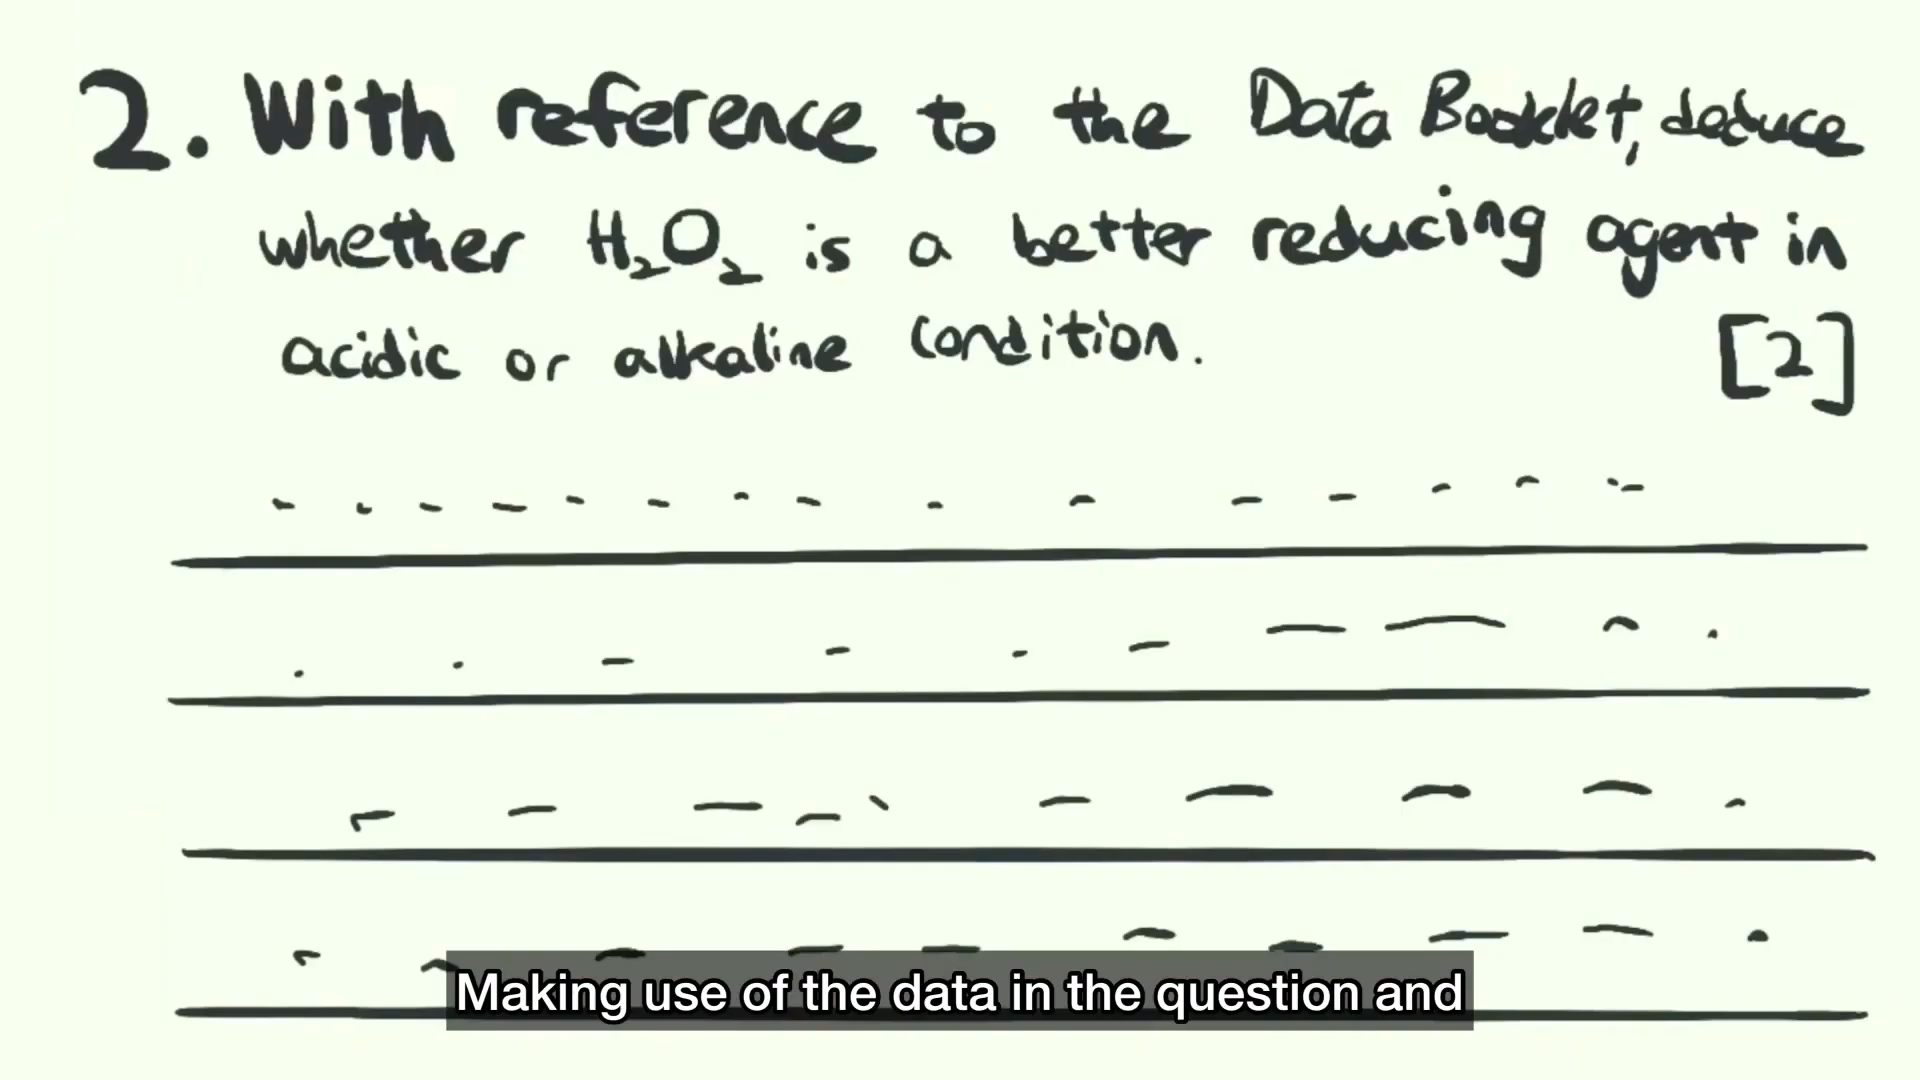 2. With reference to the Data Booklet, deduce
whether H₂O₂ is a better reducing agent in
acidic or alkaline condition.
[2]
Making use of the data in the question and